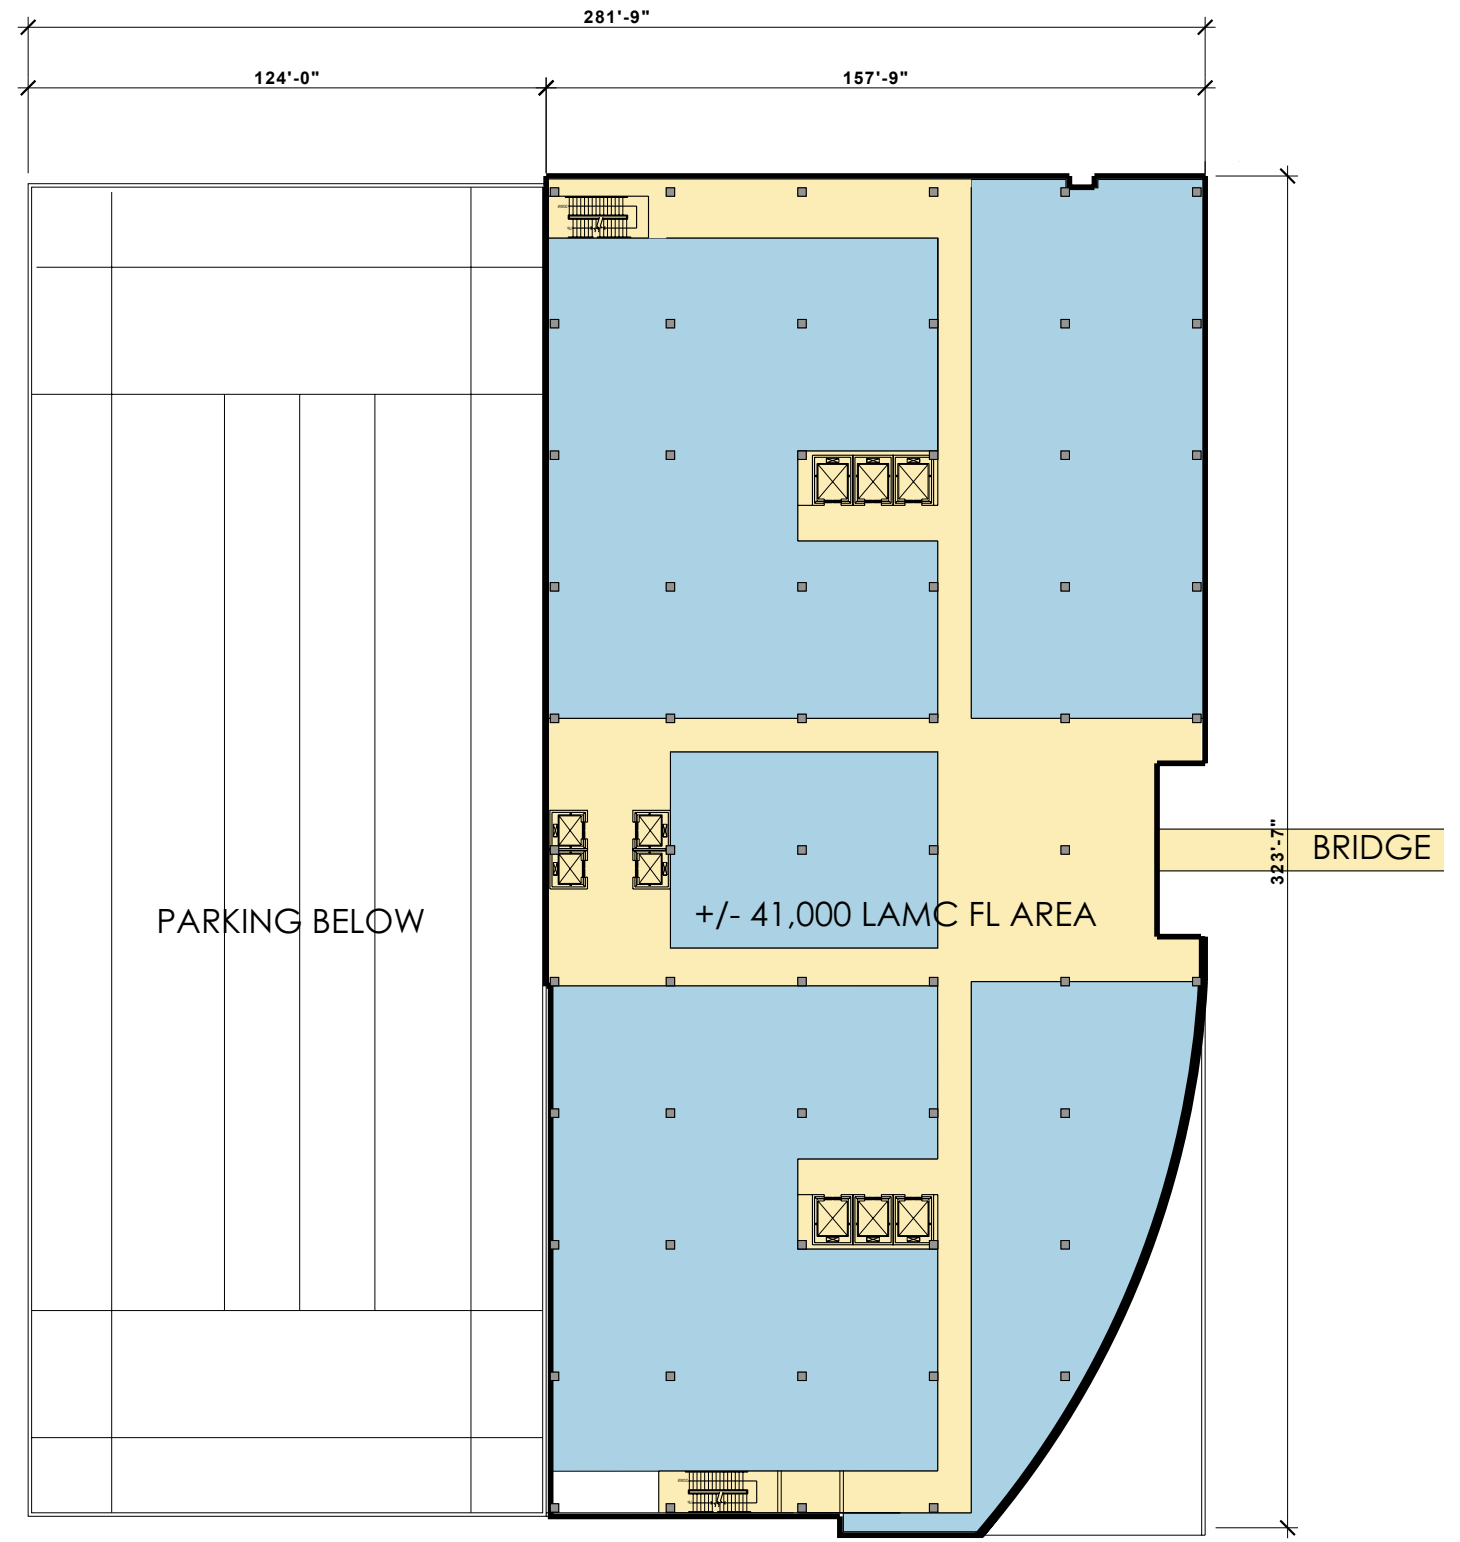 281'-9"
124'-0"
157'-9"
323'-7"
BRIDGE
PARKING BELOW
+/- 41,000 LAMC FL AREA